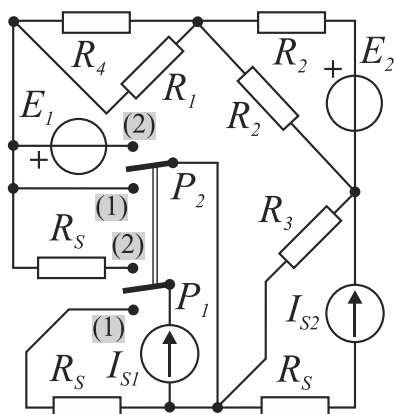 R4
R1
R2
E2
+
R2
E1
+
(2)
P2
(1)
R3
RS
(2)
P1
(1)
IS1
IS2
RS
RS